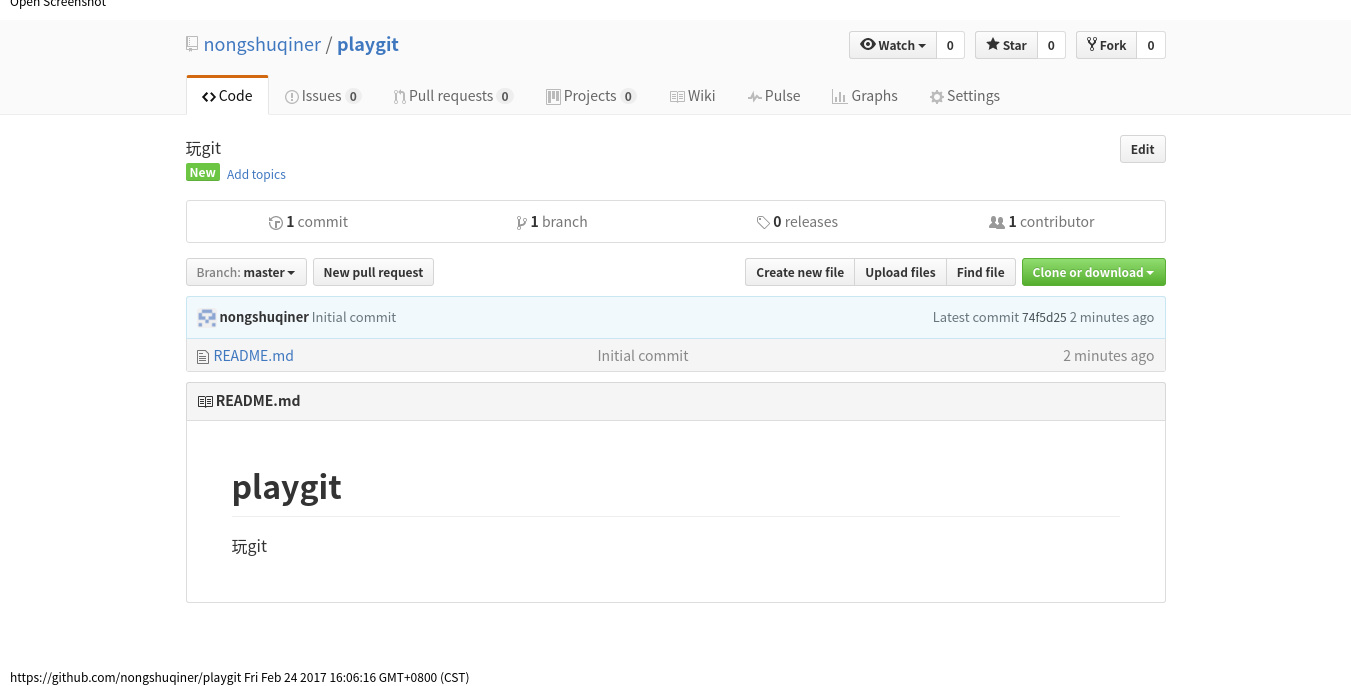 Open Screenshot
nongshuqiner / playgit
Watch 0 Star 0 Fork 0
Code Issues 0 Pull requests 0 Projects 0 Wiki Pulse Graphs Settings
玩git
Edit
New Add topics
1 commit 1 branch 0 releases 1 contributor
Branch: master New pull request Create new file Upload files Find file Clone or download
nongshuqiner Initial commit Latest commit 74f5d25 2 minutes ago
README.md Initial commit 2 minutes ago
README.md
playgit
玩git
https://github.com/nongshuqiner/playgit Fri Feb 24 2017 16:06:16 GMT+0800 (CST)